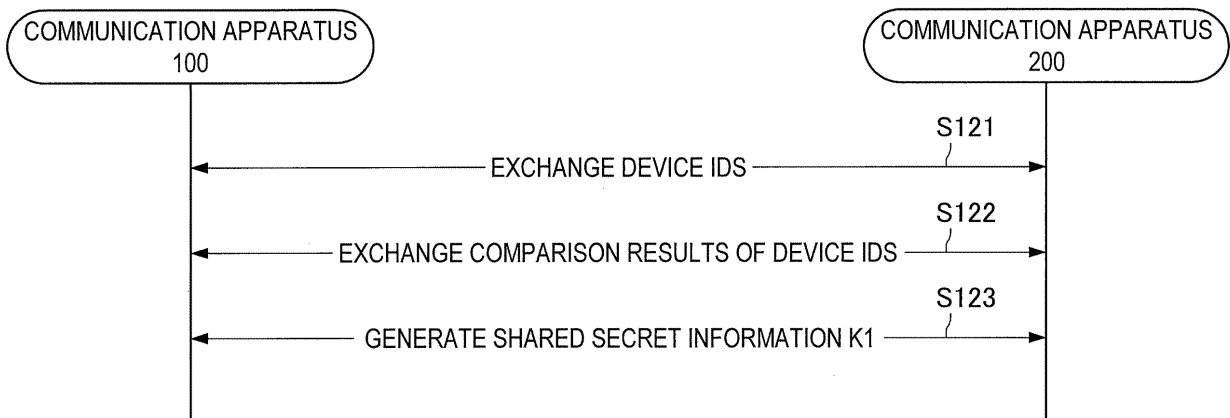 COMMUNICATION APPARATUS
100
COMMUNICATION APPARATUS
200
S121
EXCHANGE DEVICE IDS
S122
EXCHANGE COMPARISON RESULTS OF DEVICE IDS
S123
GENERATE SHARED SECRET INFORMATION K1